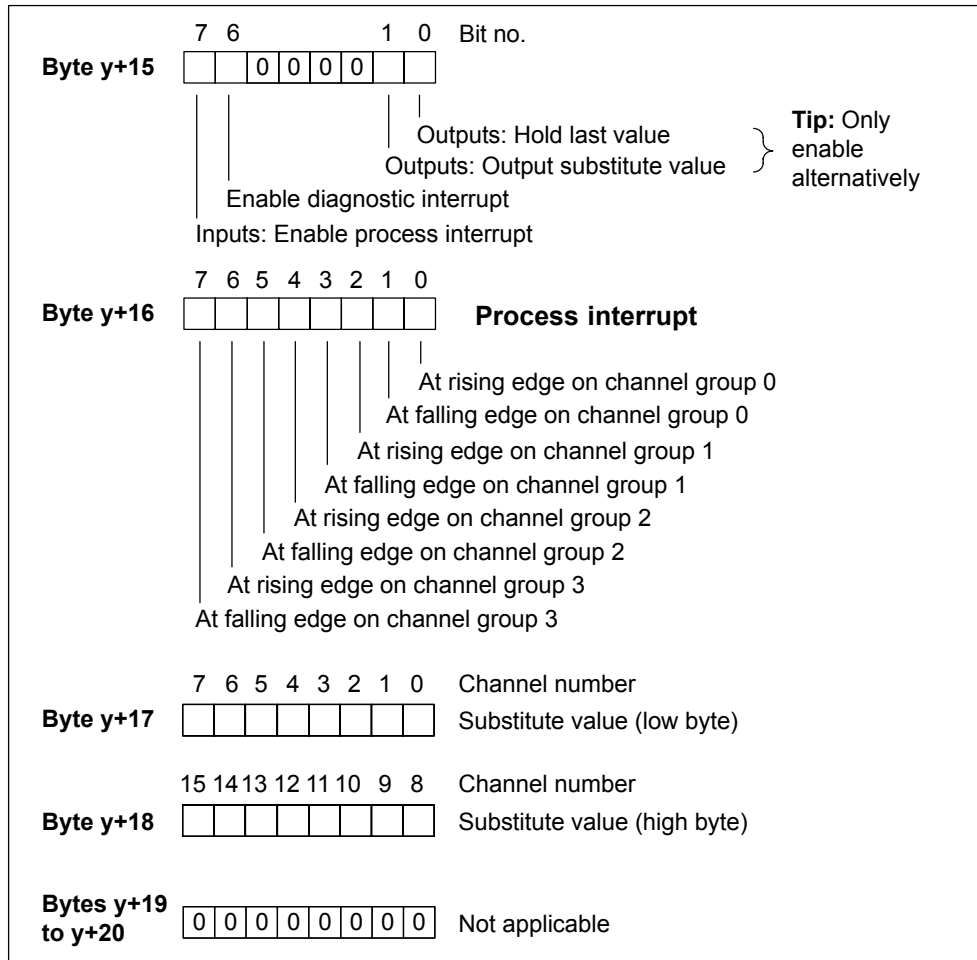 7 6 1 0 Bit no.
Byte y+15 0 0 0 0
Outputs: Hold last value
Outputs: Output substitute value
Tip: Only
enable
alternatively
Enable diagnostic interrupt
Inputs: Enable process interrupt
7 6 5 4 3 2 1 0
Byte y+16 Process interrupt
At rising edge on channel group 0
At falling edge on channel group 0
At rising edge on channel group 1
At falling edge on channel group 1
At rising edge on channel group 2
At falling edge on channel group 2
At rising edge on channel group 3
At falling edge on channel group 3
7 6 5 4 3 2 1 0 Channel number
Byte y+17 Substitute value (low byte)
15 14 13 12 11 10 9 8 Channel number
Byte y+18 Substitute value (high byte)
Bytes y+19
to y+20 0 0 0 0 0 0 0 0 Not applicable